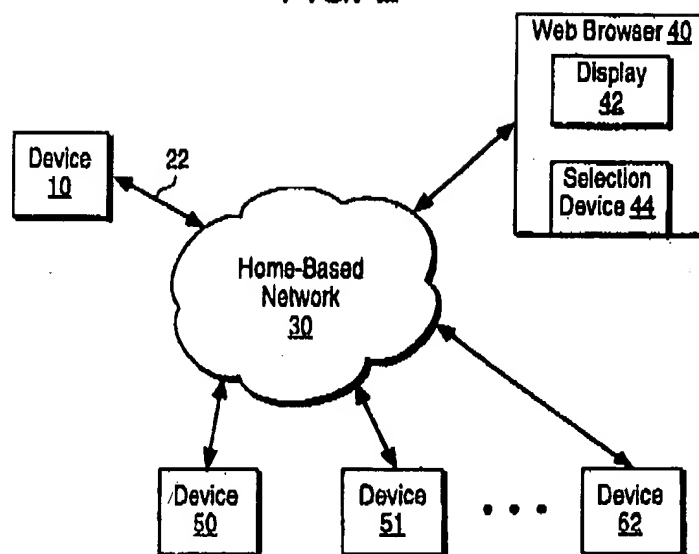 Web Browser 40
Display
42
Selection
Device 44
Device
10
22
Home-Based
Network
30
Device
50
Device
51
• • •
Device
52